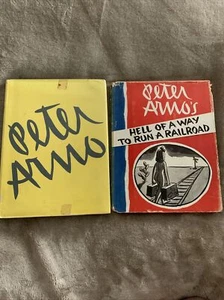 Peter
Arno
Peter
Arno's
HELL OF A WAY
TO RUN A RAILROAD